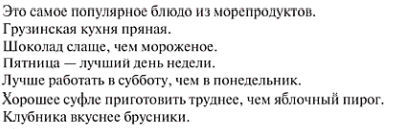 Это самое популярное блюдо из морепродуктов.
Грузинская кухня пряная.
Шоколад слаще, чем мороженое.
Пятница — лучший день недели.
Лучше работать в субботу, чем в понедельник.
Хорошее суфле приготовить труднее, чем яблочный пирог.
Клубника вкуснее брусники.